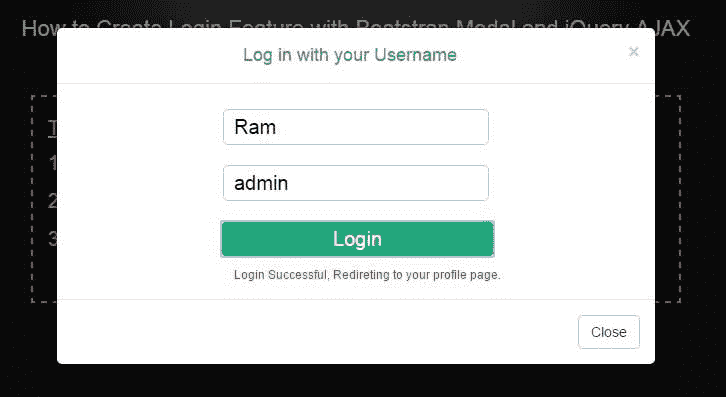 How to Create Login Feature with Bootstrap Modal and jQuery AJAX
Log in with your Username
×
Ram
T
1
admin
2
3
Login
Login Successful, Redireting to your profile page.
Close